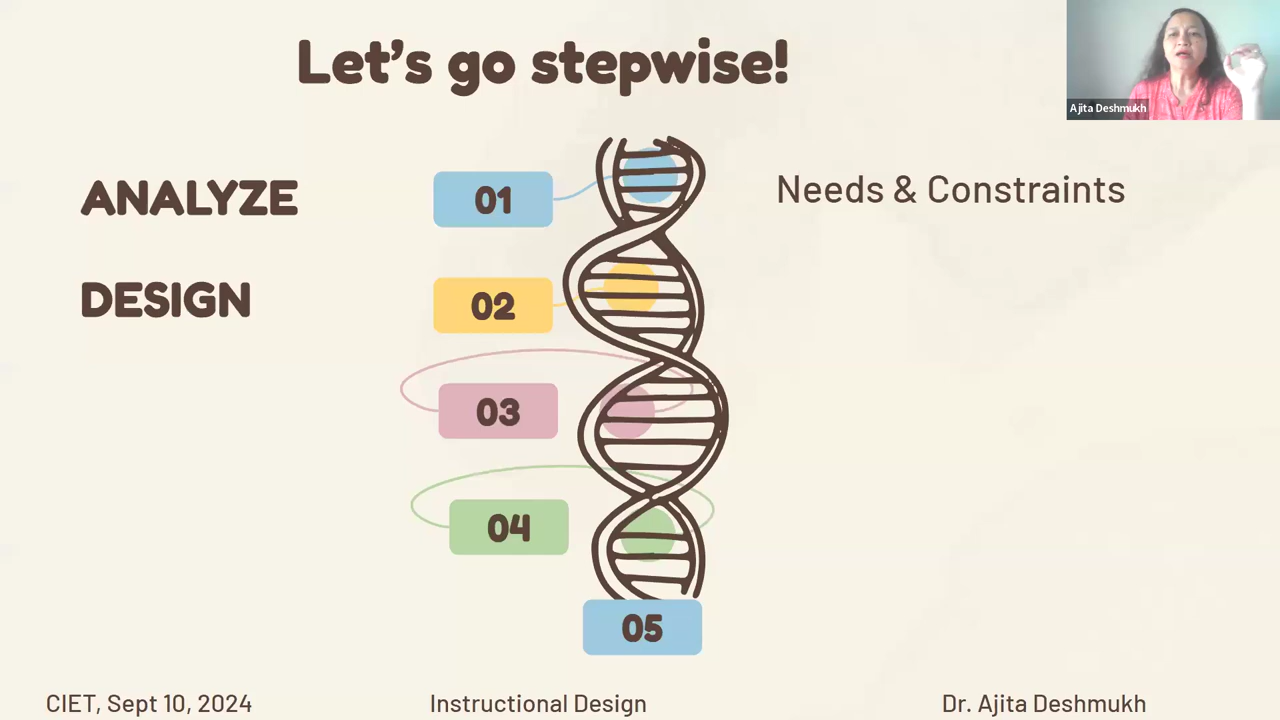 Let's go stepwise!
Ajita Deshmukh
ANALYZE
01
Needs & Constraints
DESIGN
02
03
04
05
CIET, Sept 10, 2024
Instructional Design
Dr. Ajita Deshmukh